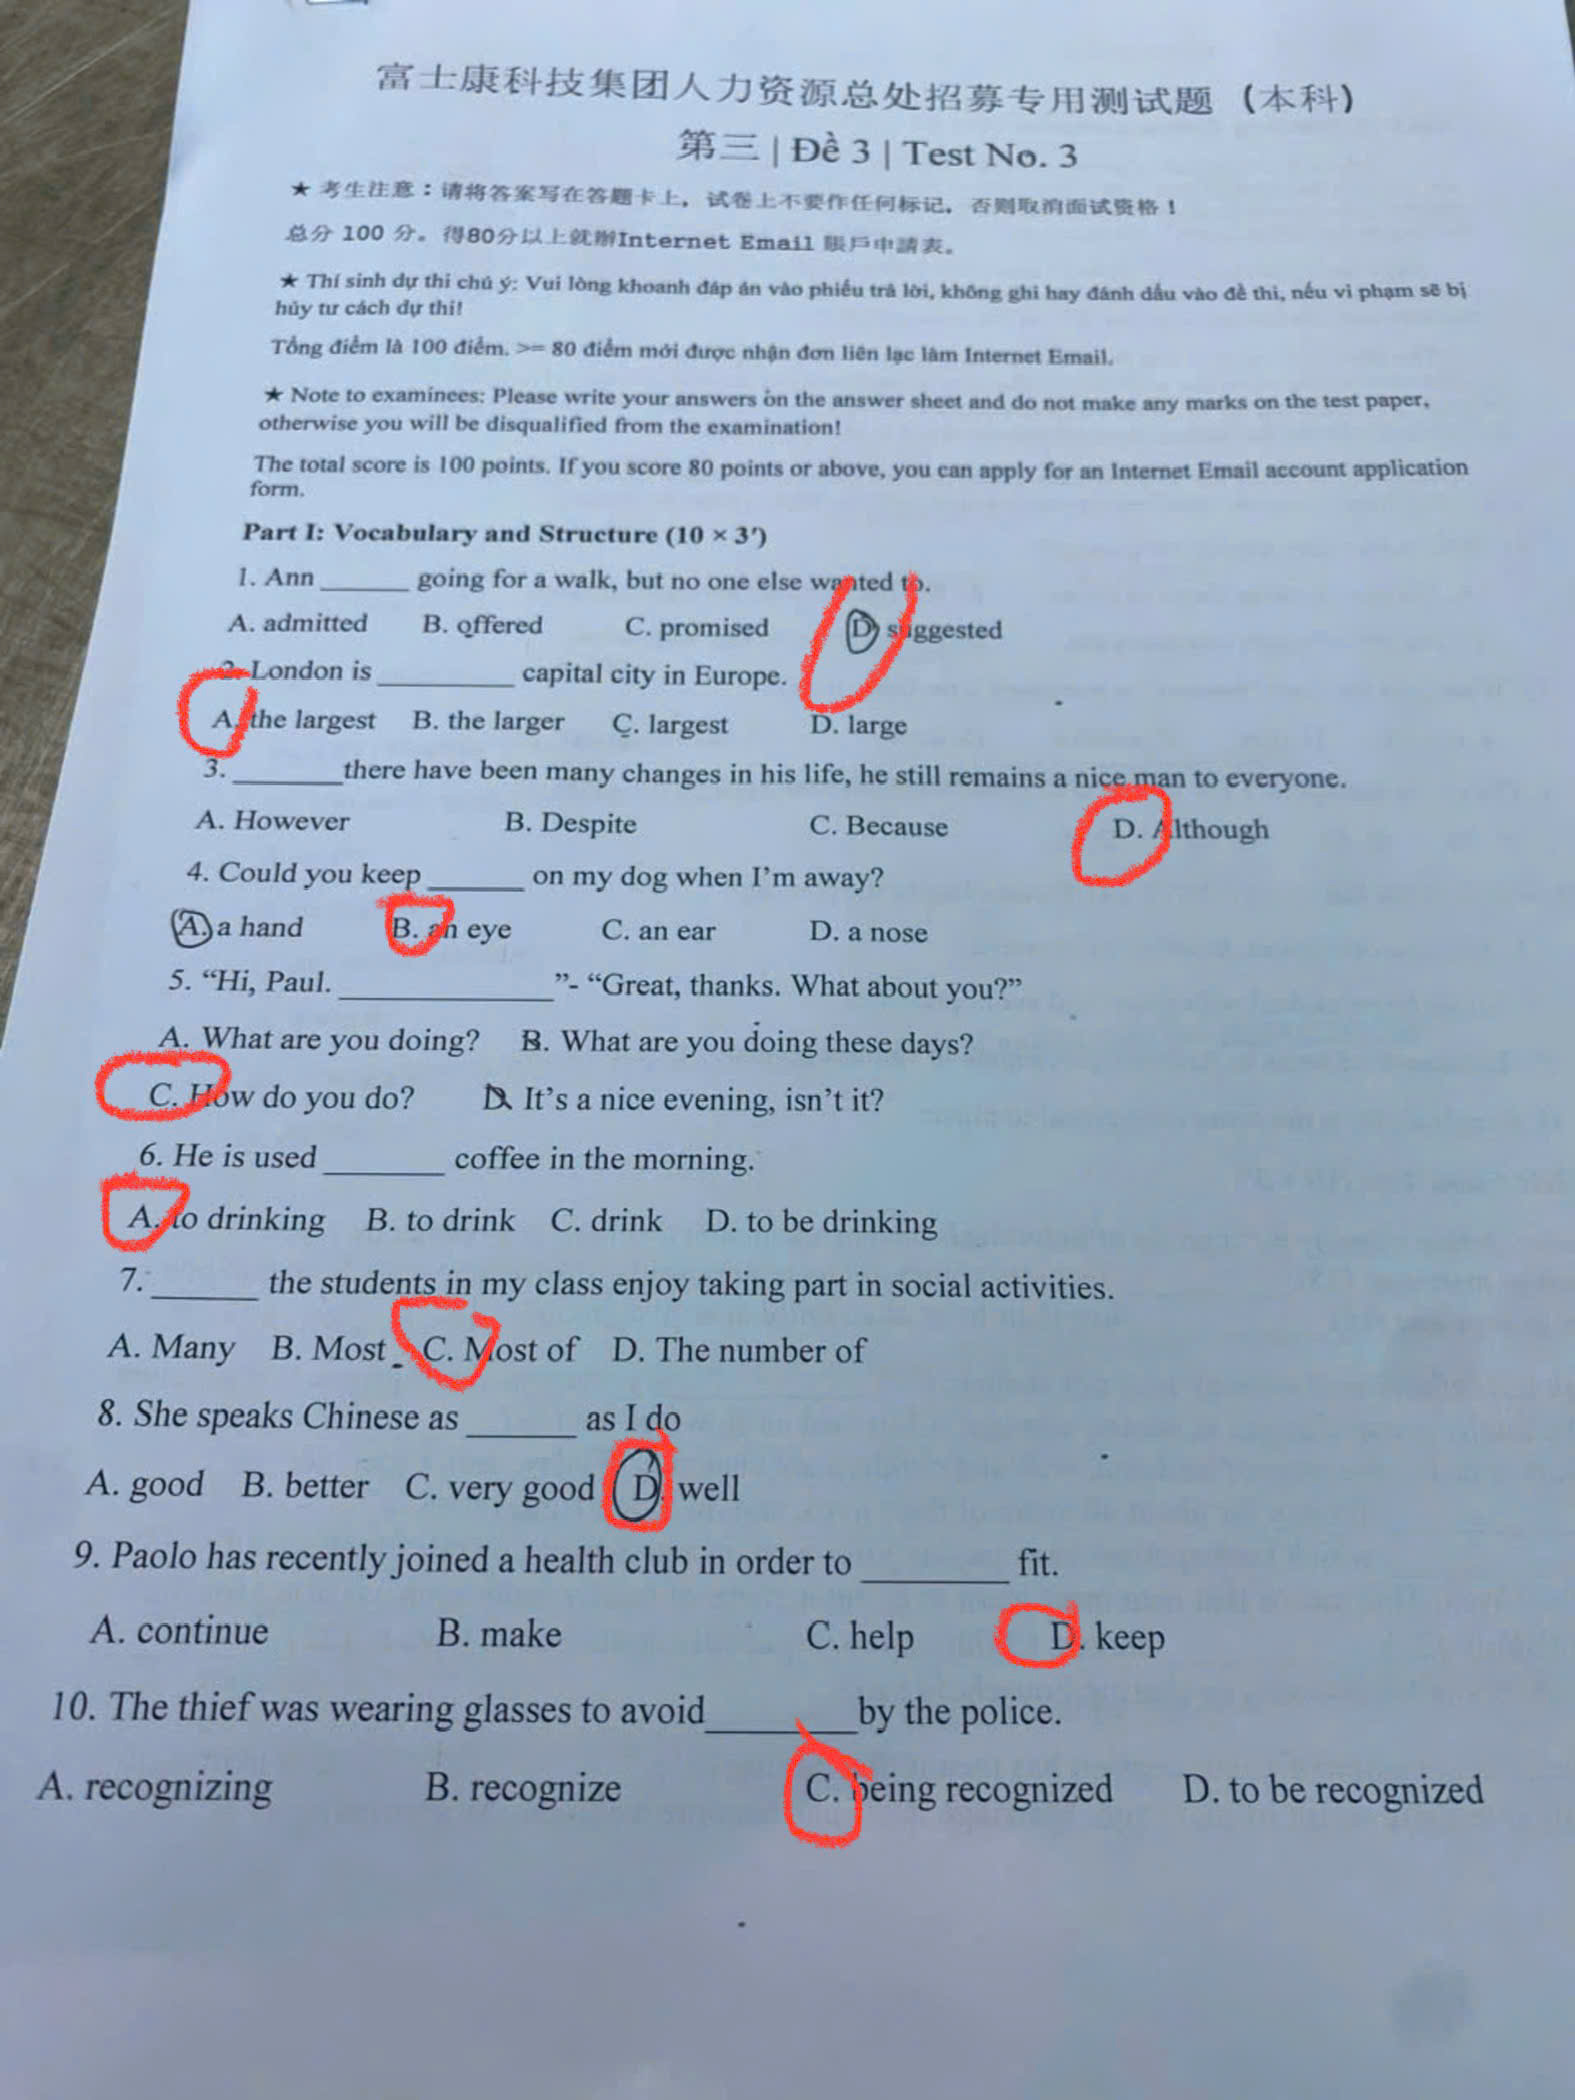 富士康科技集团人力资源总处招募专用测试题（本科）
第三 | Đề 3 | Test No. 3
★ 考生注意：请将答案写在答题卡上，试卷上不要作任何标记，否则取消面试资格！
总分 100 分。得80分以上就辦Internet Email 賬戶申請表。
★ Thí sinh dự thi chú ý: Vui lòng khoanh đáp án vào phiếu trả lời, không ghi hay đánh dấu vào đề thi, nếu vi phạm sẽ bị
hủy tư cách dự thi!
Tổng điểm là 100 điểm. >= 80 điểm mới được nhận đơn liên lạc làm Internet Email.
★ Note to examinees: Please write your answers on the answer sheet and do not make any marks on the test paper,
otherwise you will be disqualified from the examination!
The total score is 100 points. If you score 80 points or above, you can apply for an Internet Email account application
form.
Part I: Vocabulary and Structure (10 × 3')
1. Ann ______ going for a walk, but no one else wanted to.
A. admitted B. offered C. promised D. suggested
2. London is _________ capital city in Europe.
A. the largest B. the larger C. largest D. large
3. _______there have been many changes in his life, he still remains a nice man to everyone.
A. However B. Despite C. Because D. Although
4. Could you keep ______ on my dog when I'm away?
A. a hand B. an eye C. an ear D. a nose
5. “Hi, Paul. _____________”- “Great, thanks. What about you?”
A. What are you doing? B. What are you doing these days?
C. How do you do? D. It's a nice evening, isn't it?
6. He is used _______ coffee in the morning.
A. to drinking B. to drink C. drink D. to be drinking
7. ______ the students in my class enjoy taking part in social activities.
A. Many B. Most C. Most of D. The number of
8. She speaks Chinese as ______ as I do
A. good B. better C. very good D. well
9. Paolo has recently joined a health club in order to ________ fit.
A. continue B. make C. help D. keep
10. The thief was wearing glasses to avoid________by the police.
A. recognizing B. recognize C. being recognized D. to be recognized